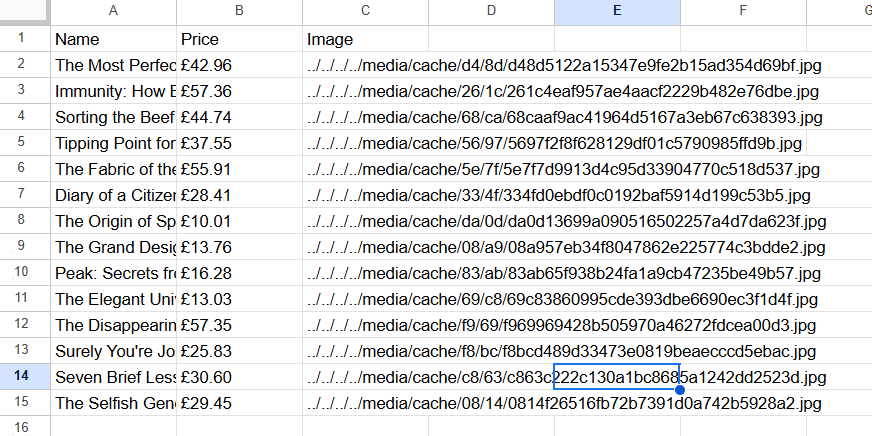 A B C D E F G
1 Name Price Image
2 The Most Perfec £42.96 ../../../../media/cache/d4/8d/d48d5122a15347e9fe2b15ad354d69bf.jpg
3 Immunity: How E £57.36 ../../../../media/cache/26/1c/261c4eaf957ae4aacf2229b482e76dbe.jpg
4 Sorting the Beef £44.74 ../../../../media/cache/68/ca/68caaf9ac41964d5167a3eb67c638393.jpg
5 Tipping Point for £37.55 ../../../../media/cache/56/97/5697f2f8f628129df01c5790985ffd9b.jpg
6 The Fabric of the £55.91 ../../../../media/cache/5e/7f/5e7f7d9913d4c95d33904770c518d537.jpg
7 Diary of a Citizen £28.41 ../../../../media/cache/33/4f/334fd0ebdf0c0192baf5914d199c53b5.jpg
8 The Origin of Sp £10.01 ../../../../media/cache/da/0d/da0d13699a090516502257a4d7da623f.jpg
9 The Grand Desig £13.76 ../../../../media/cache/08/a9/08a957eb34f8047862e225774c3bdde2.jpg
10 Peak: Secrets fro £16.28 ../../../../media/cache/83/ab/83ab65f938b24fa1a9cb47235be49b57.jpg
11 The Elegant Univ £13.03 ../../../../media/cache/69/c8/69c83860995cde393dbe6690ec3f1d4f.jpg
12 The Disappearin £57.35 ../../../../media/cache/f9/69/f969969428b505970a46272fdcea00d3.jpg
13 Surely You're Jo £25.83 ../../../../media/cache/f8/bc/f8bcd489d33473e0819beaecccd5ebac.jpg
14 Seven Brief Less £30.60 ../../../../media/cache/c8/63/c863c222c130a1bc8685a1242dd2523d.jpg
15 The Selfish Gene £29.45 ../../../../media/cache/08/14/0814f26516fb72b7391d0a742b5928a2.jpg
16